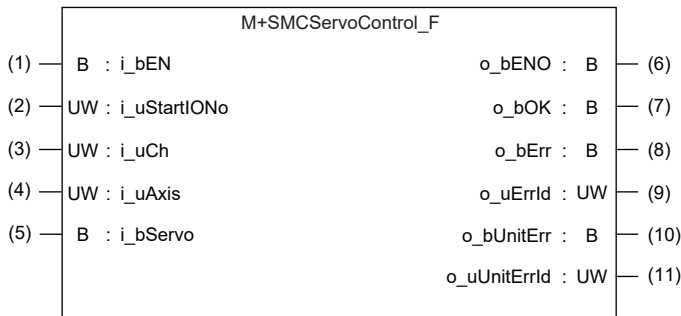 M+SMCServoControl_F
(1) B : i_bEN o_bENO : B (6)
(2) UW : i_uStartIONo o_bOK : B (7)
(3) UW : i_uCh o_bErr : B (8)
(4) UW : i_uAxis o_uErrId : UW (9)
(5) B : i_bServo o_bUnitErr : B (10)
o_uUnitErrId : UW (11)